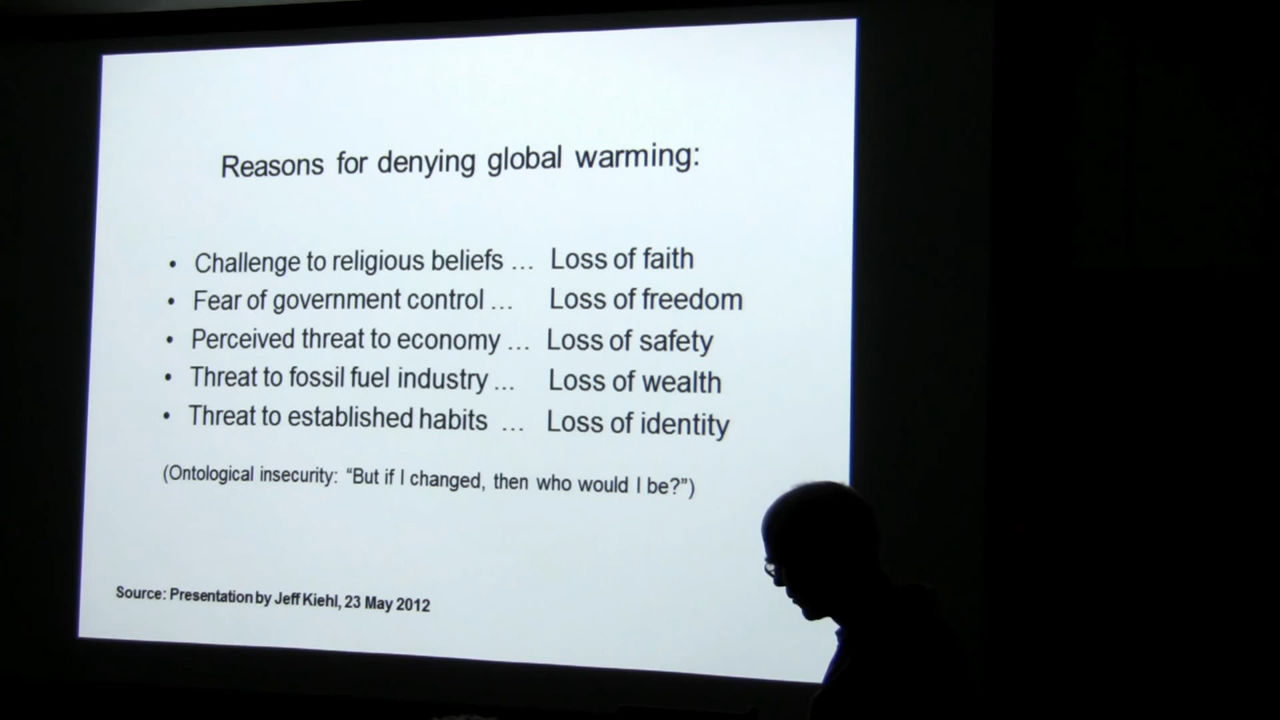 Reasons for denying global warming:
• Challenge to religious beliefs ... Loss of faith
• Fear of government control ... Loss of freedom
• Perceived threat to economy ... Loss of safety
• Threat to fossil fuel industry ... Loss of wealth
• Threat to established habits ... Loss of identity
(Ontological insecurity: “But if I changed, then who would I be?”)
Source: Presentation by Jeff Kiehl, 23 May 2012